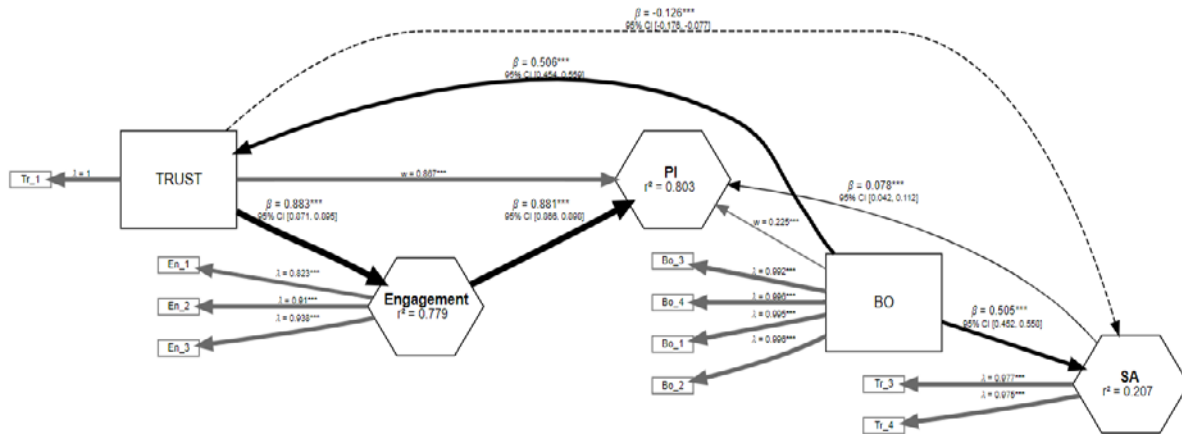 β = -0.126***
95% CI [-0.178, -0.077]
β = 0.506***
95% CI [0.454, 0.559]
Tr_1
λ = 1
TRUST
w = 0.867***
PI
r² = 0.803
β = 0.078***
95% CI [0.042, 0.112]
β = 0.883***
95% CI [0.871, 0.895]
β = 0.881***
95% CI [0.866, 0.898]
w = 0.225***
En_1
λ = 0.823***
En_2
λ = 0.91***
En_3
λ = 0.938***
Engagement
r² = 0.779
Bo_3
λ = 0.992***
Bo_4
λ = 0.996***
Bo_1
λ = 0.995***
Bo_2
λ = 0.996***
BO
β = 0.505***
95% CI [0.452, 0.558]
Tr_3
λ = 0.977***
Tr_4
λ = 0.975***
SA
r² = 0.207